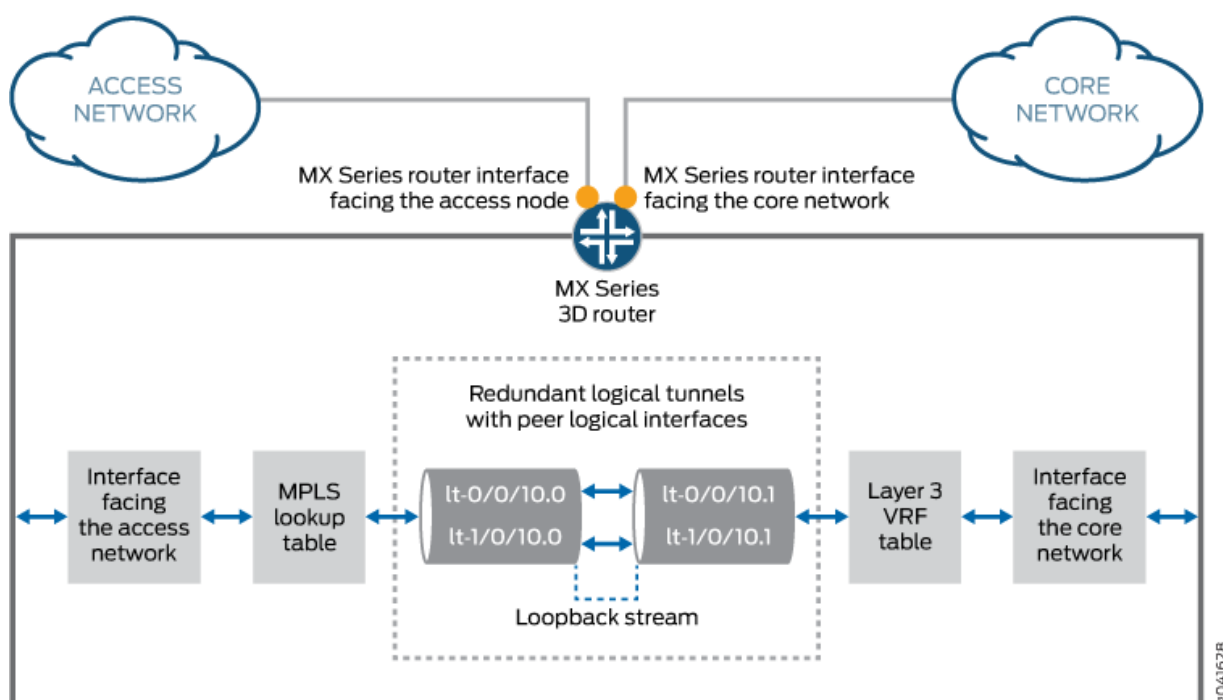 ACCESS
NETWORK
CORE
NETWORK
MX Series router interface
facing the access node
MX Series router interface
facing the core network
MX Series
3D router
Redundant logical tunnels
with peer logical interfaces
Interface
facing
the access
network
MPLS
lookup
table
lt-0/0/10.0
lt-1/0/10.0
lt-0/0/10.1
lt-1/0/10.1
Layer 3
VRF
table
Interface
facing
the core
network
Loopback stream
g041628